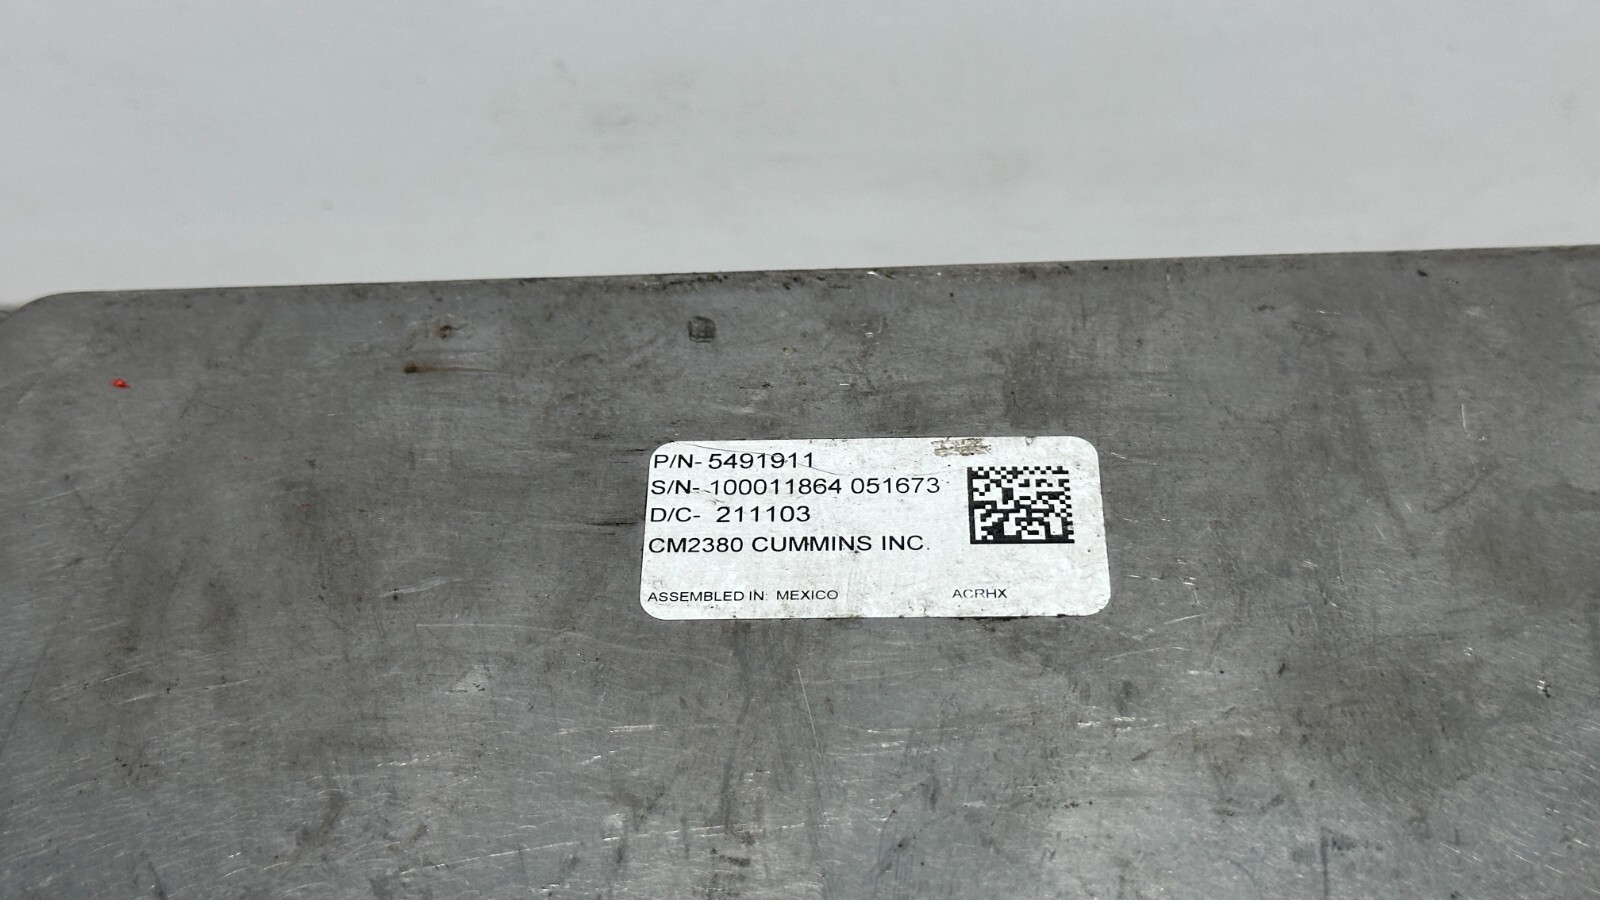 P/N- 5491911
S/N- 100011864 051673
D/C- 211103
CM2380 CUMMINS INC.
ASSEMBLED IN: MEXICO ACRHX